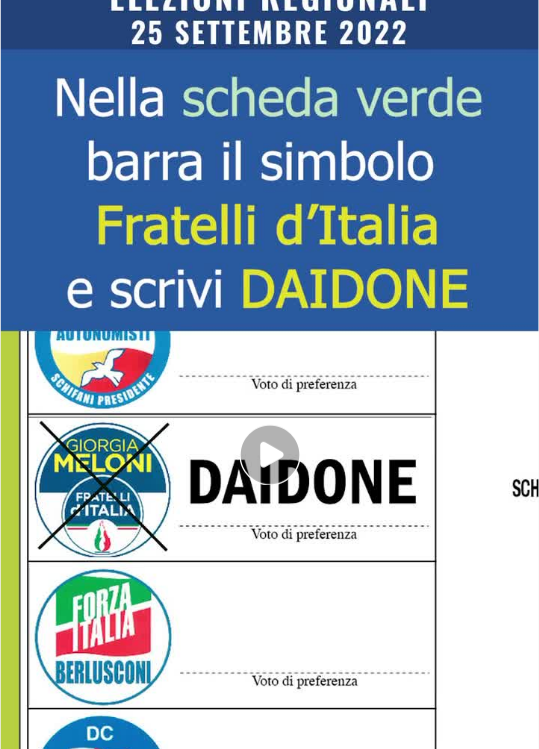 ELEZIONI REGIONALI
25 SETTEMBRE 2022
Nella scheda verde
barra il simbolo
Fratelli d'Italia
e scrivi DAIDONE
AUTONOMISTI
SCHIFANI PRESIDENTE
Voto di preferenza
GIORGIA
MELONI
FRATELLI
d'ITALIA
DAIDONE
Voto di preferenza
SCH
FORZA
ITALIA
BERLUSCONI
Voto di preferenza
DC